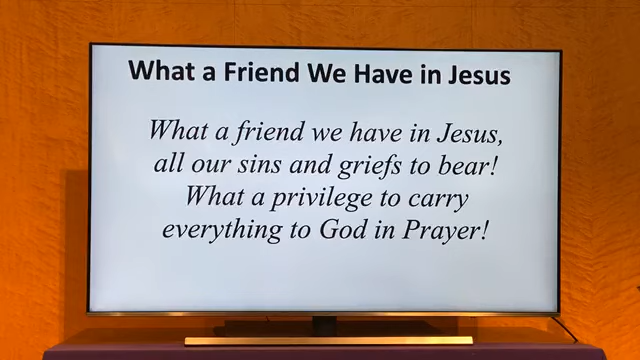 What a Friend We Have in Jesus
What a friend we have in Jesus,
all our sins and griefs to bear!
What a privilege to carry
everything to God in Prayer!